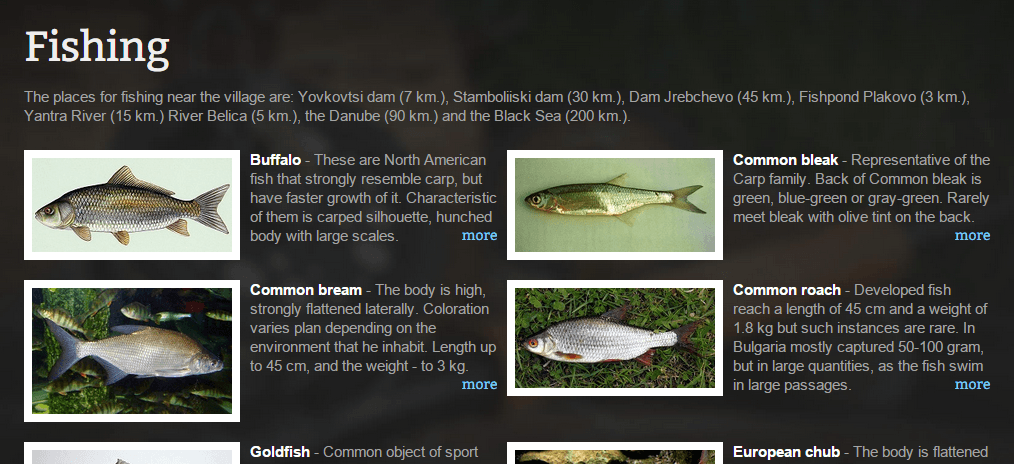 Fishing
The places for fishing near the village are: Yovkovtsi dam (7 km.), Stamboliiski dam (30 km.), Dam Jrebchevo (45 km.), Fishpond Plakovo (3 km.),
Yantra River (15 km.) River Belica (5 km.), the Danube (90 km.) and the Black Sea (200 km.).
Buffalo - These are North American
fish that strongly resemble carp, but
have faster growth of it. Characteristic
of them is carped silhouette, hunched
body with large scales.
more
Common bleak - Representative of the
Carp family. Back of Common bleak is
green, blue-green or gray-green. Rarely
meet bleak with olive tint on the back.
more
Common bream - The body is high,
strongly flattened laterally. Coloration
varies plan depending on the
environment that he inhabit. Length up
to 45 cm, and the weight - to 3 kg.
more
Common roach - Developed fish
reach a length of 45 cm and a weight of
1.8 kg but such instances are rare. In
Bulgaria mostly captured 50-100 gram,
but in large quantities, as the fish swim
in large passages.
more
Goldfish - Common object of sport
European chub - The body is flattened